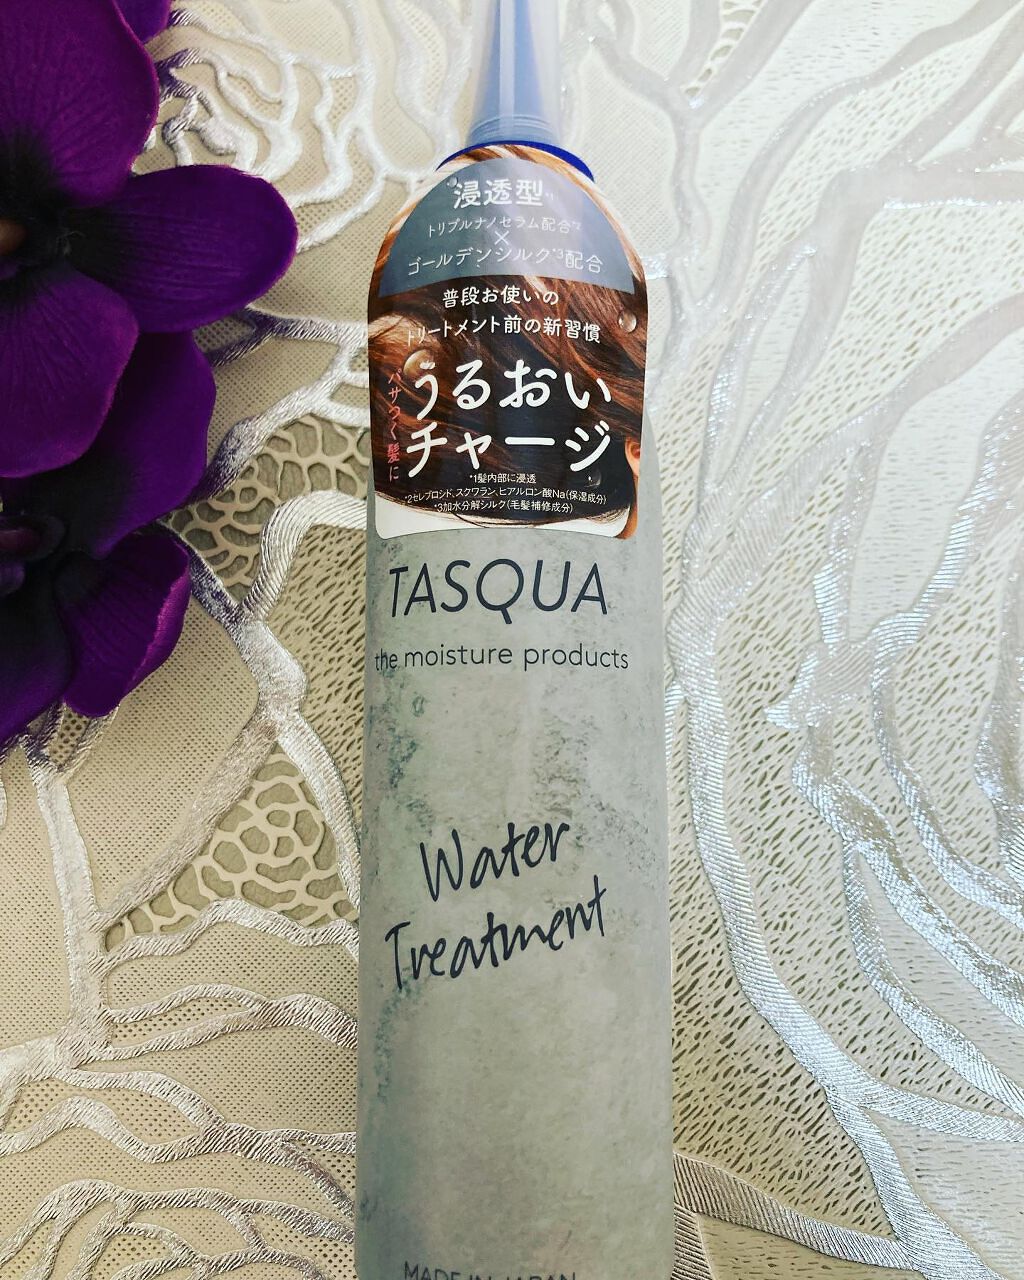 浸透型*1
トリプルナノセラム配合*2
×
ゴールデンシルク*3配合
普段お使いの
トリートメント前の新習慣
パサつく髪に
うるおい
チャージ
*1髪内部に浸透
*2セレブロシド、スクワラン、ヒアルロン酸Na(保湿成分)
*3加水分解シルク(毛髪補修成分)
TASQUA
the moisture products
Water
Treatment
MADE IN JAPAN